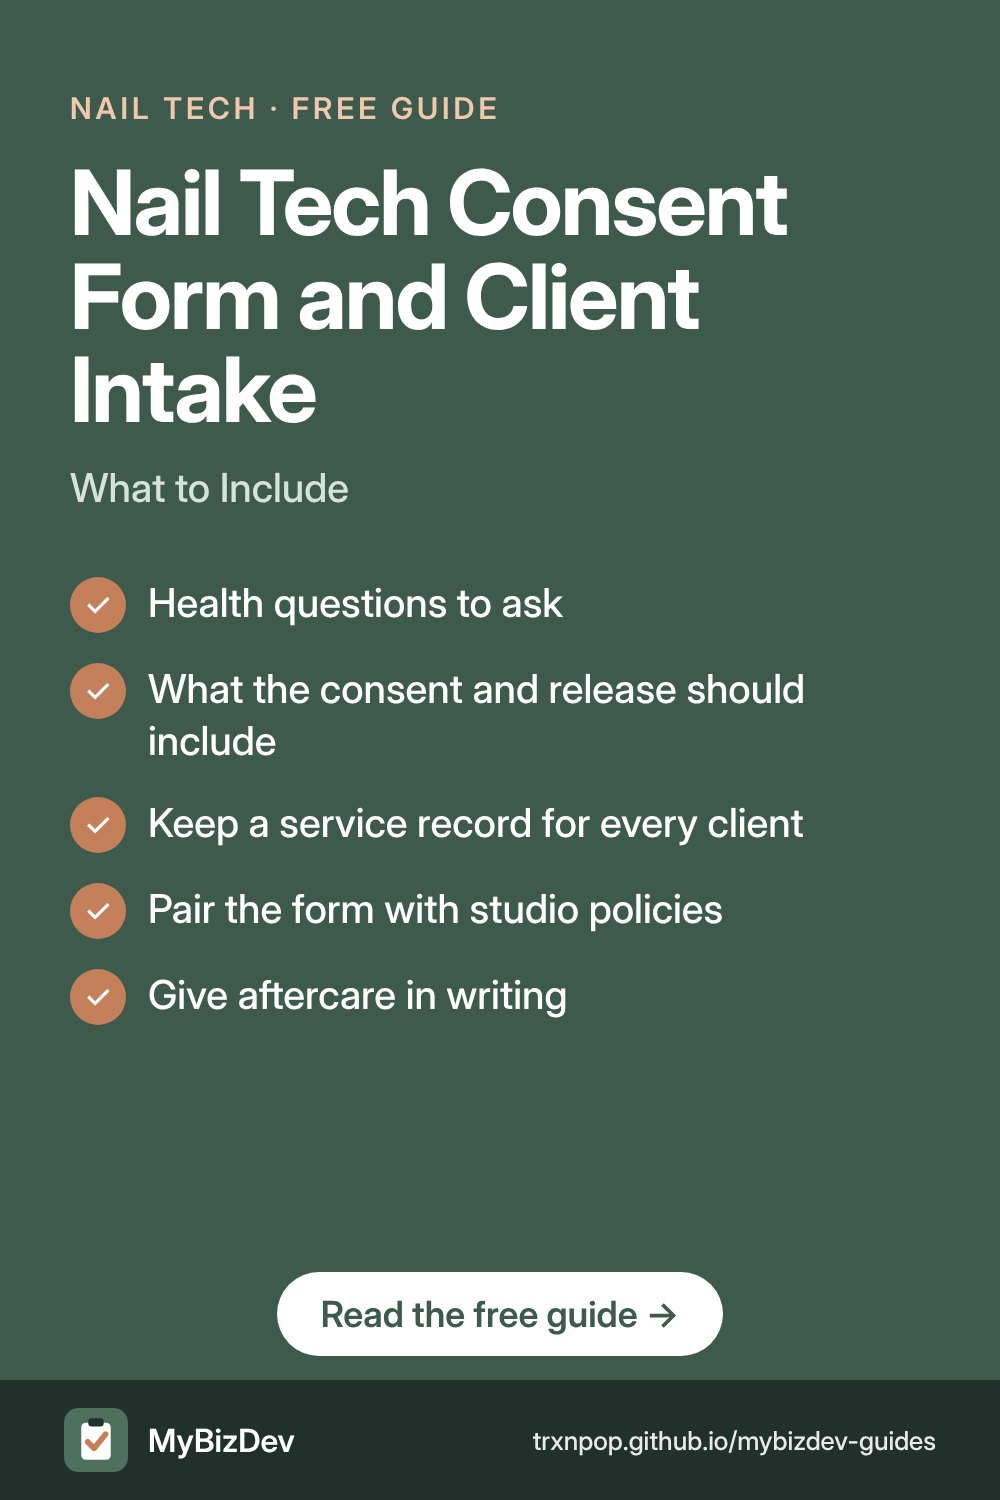 NAIL TECH · FREE GUIDE
Nail Tech Consent
Form and Client
Intake
What to Include
Health questions to ask
What the consent and release should
include
Keep a service record for every client
Pair the form with studio policies
Give aftercare in writing
Read the free guide →
MyBizDev
trxnpop.github.io/mybizdev-guides